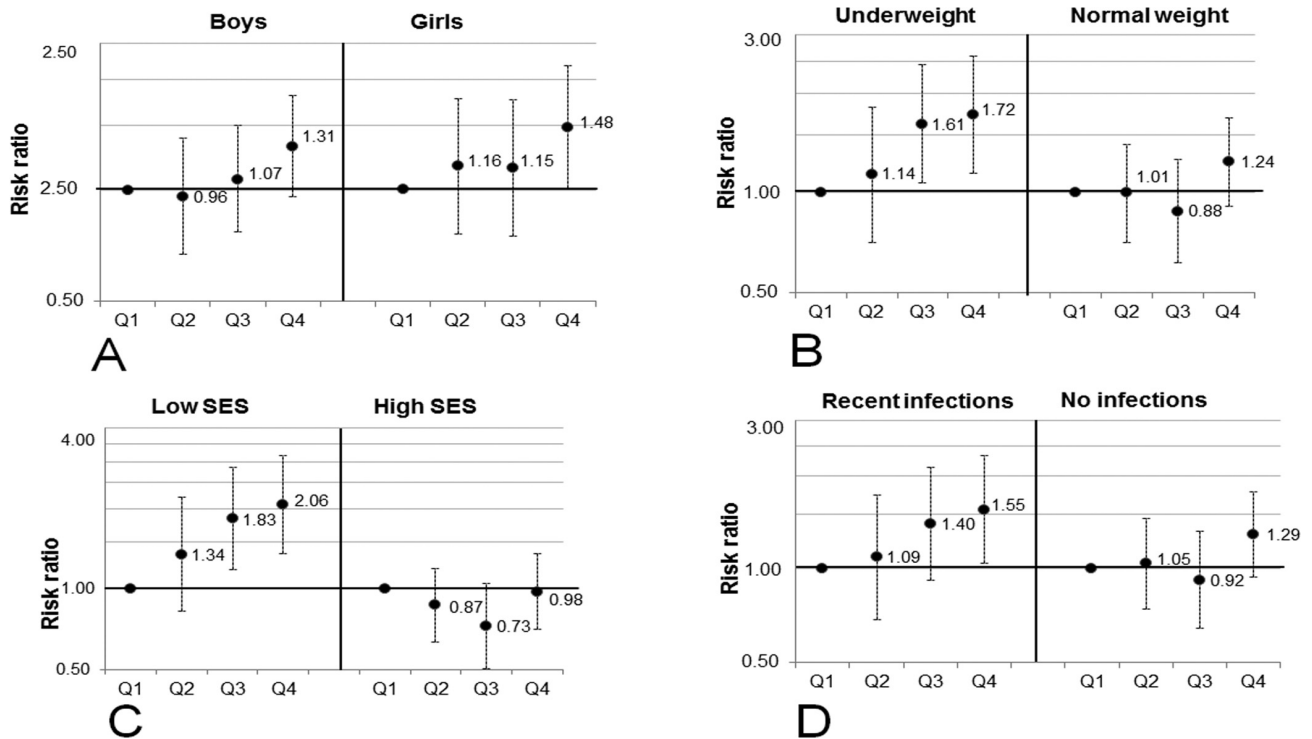 Boys Girls
2.50
Risk ratio
1.31
1.48
1.16
1.15
1.07
2.50
0.96
0.50
Q1 Q2 Q3 Q4 Q1 Q2 Q3 Q4
A
Underweight Normal weight
3.00
Risk ratio
1.72
1.61
1.14
1.24
1.01
1.00
0.88
0.50
Q1 Q2 Q3 Q4 Q1 Q2 Q3 Q4
B
Low SES High SES
4.00
Risk ratio
2.06
1.83
1.34
1.00
0.87
0.98
0.73
0.50
Q1 Q2 Q3 Q4 Q1 Q2 Q3 Q4
C
Recent infections No infections
3.00
Risk ratio
1.55
1.40
1.09
1.29
1.05
1.00
0.92
0.50
Q1 Q2 Q3 Q4 Q1 Q2 Q3 Q4
D